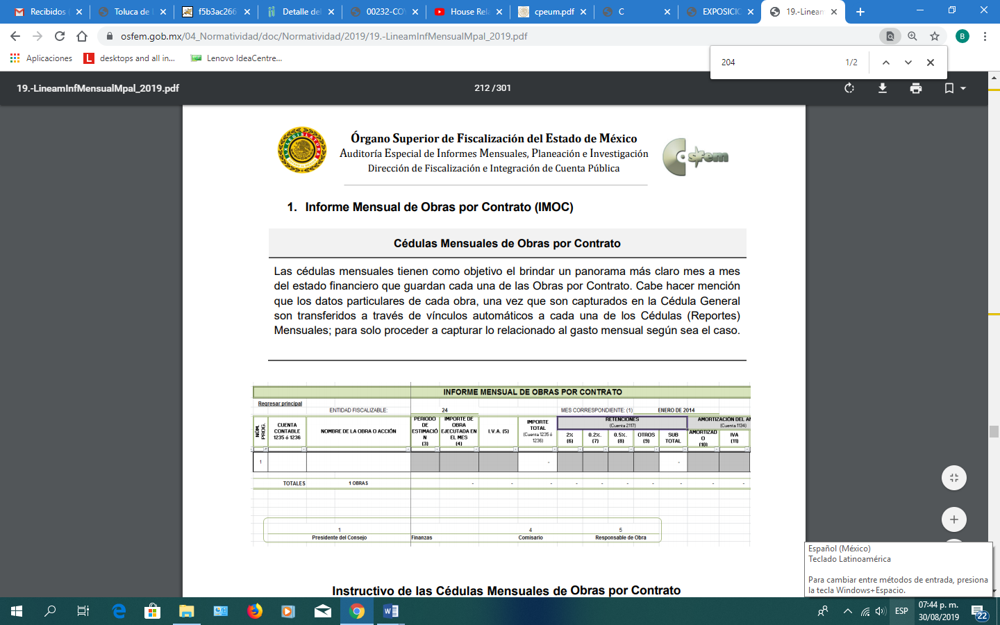 Recibidos
Toluca de
f5b3ac266
Detalle del
00232-COV
House Rela
cpeum.pdf
C
EXPOSICIC
19.-Lineam
osfem.gob.mx/04_Normatividad/doc/Normatividad/2019/19.-LineamInfMensualMpal_2019.pdf
B
Aplicaciones
desktops and all in...
Lenovo IdeaCentre...
204
1/2
19.-LineamInfMensualMpal_2019.pdf
212 / 301
Órgano Superior de Fiscalización del Estado de México
Auditoría Especial de Informes Mensuales, Planeación e Investigación
Dirección de Fiscalización e Integración de Cuenta Pública
LX LEGISLATURA
osfem
1. Informe Mensual de Obras por Contrato (IMOC)
Cédulas Mensuales de Obras por Contrato
Las cédulas mensuales tienen como objetivo el brindar un panorama más claro mes a mes
del estado financiero que guardan cada una de las Obras por Contrato. Cabe hacer mención
que los datos particulares de cada obra, una vez que son capturados en la Cédula General
son transferidos a través de vínculos automáticos a cada una de los Cédulas (Reportes)
Mensuales; para solo proceder a capturar lo relacionado al gasto mensual según sea el caso.
INFORME MENSUAL DE OBRAS POR CONTRATO
Regresar principal
ENTIDAD FISCALIZABLE: 24 MES CORRESPONDIENTE: (1) ENERO DE 2014
NÚM. PROG.
CUENTA CONTABLE 1235 ó 1236
NOMBRE DE LA OBRA O ACCIÓN
PERIODO DE ESTIMACIÓ N (3)
IMPORTE DE OBRA EJECUTADA EN EL MES (4)
I.V.A. (5)
IMPORTE TOTAL (Cuenta 1235 ó 1236)
RETENCIONES (Cuenta 2117)
2% (6)
0.2%. (7)
0.5%. (8)
OTROS (9)
SUB TOTAL
AMORTIZACIÓN DEL AN (Cuenta 1134)
AMORTIZAD O (10)
IVA (11)
1 - -
TOTALES 1 OBRAS - - - - - - - - - -
1 4 5
Presidente del Consejo Finanzas Comisario Responsable de Obra
Instructivo de las Cédulas Mensuales de Obras por Contrato
Español (México)
Teclado Latinoamérica
Para cambiar entre métodos de entrada, presiona
la tecla Windows+Espacio.
ESP
07:44 p. m.
30/08/2019
22